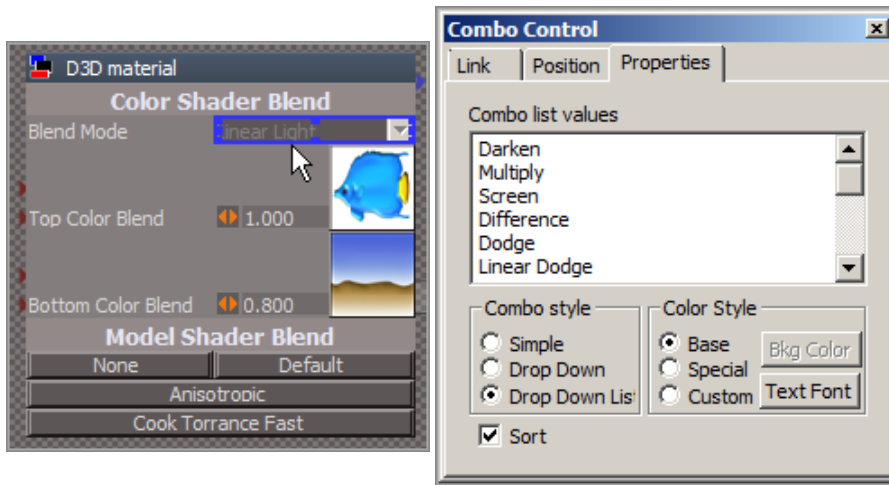 D3D material
Color Shader Blend
Blend Mode Linear Light
Top Color Blend 1.000
Bottom Color Blend 0.800
Model Shader Blend
None Default
Anisotropic
Cook Torrance Fast
Combo Control
Link Position Properties
Combo list values
Darken
Multiply
Screen
Difference
Dodge
Linear Dodge
Combo style
Simple
Drop Down
Drop Down Lis
Color Style
Base
Special
Custom
Bkg Color
Text Font
Sort